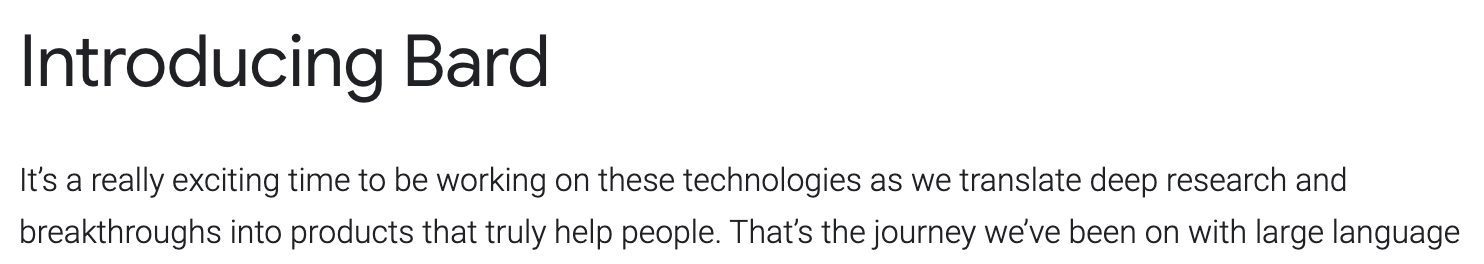 Introducing Bard
It’s a really exciting time to be working on these technologies as we translate deep research and
breakthroughs into products that truly help people. That’s the journey we’ve been on with large language